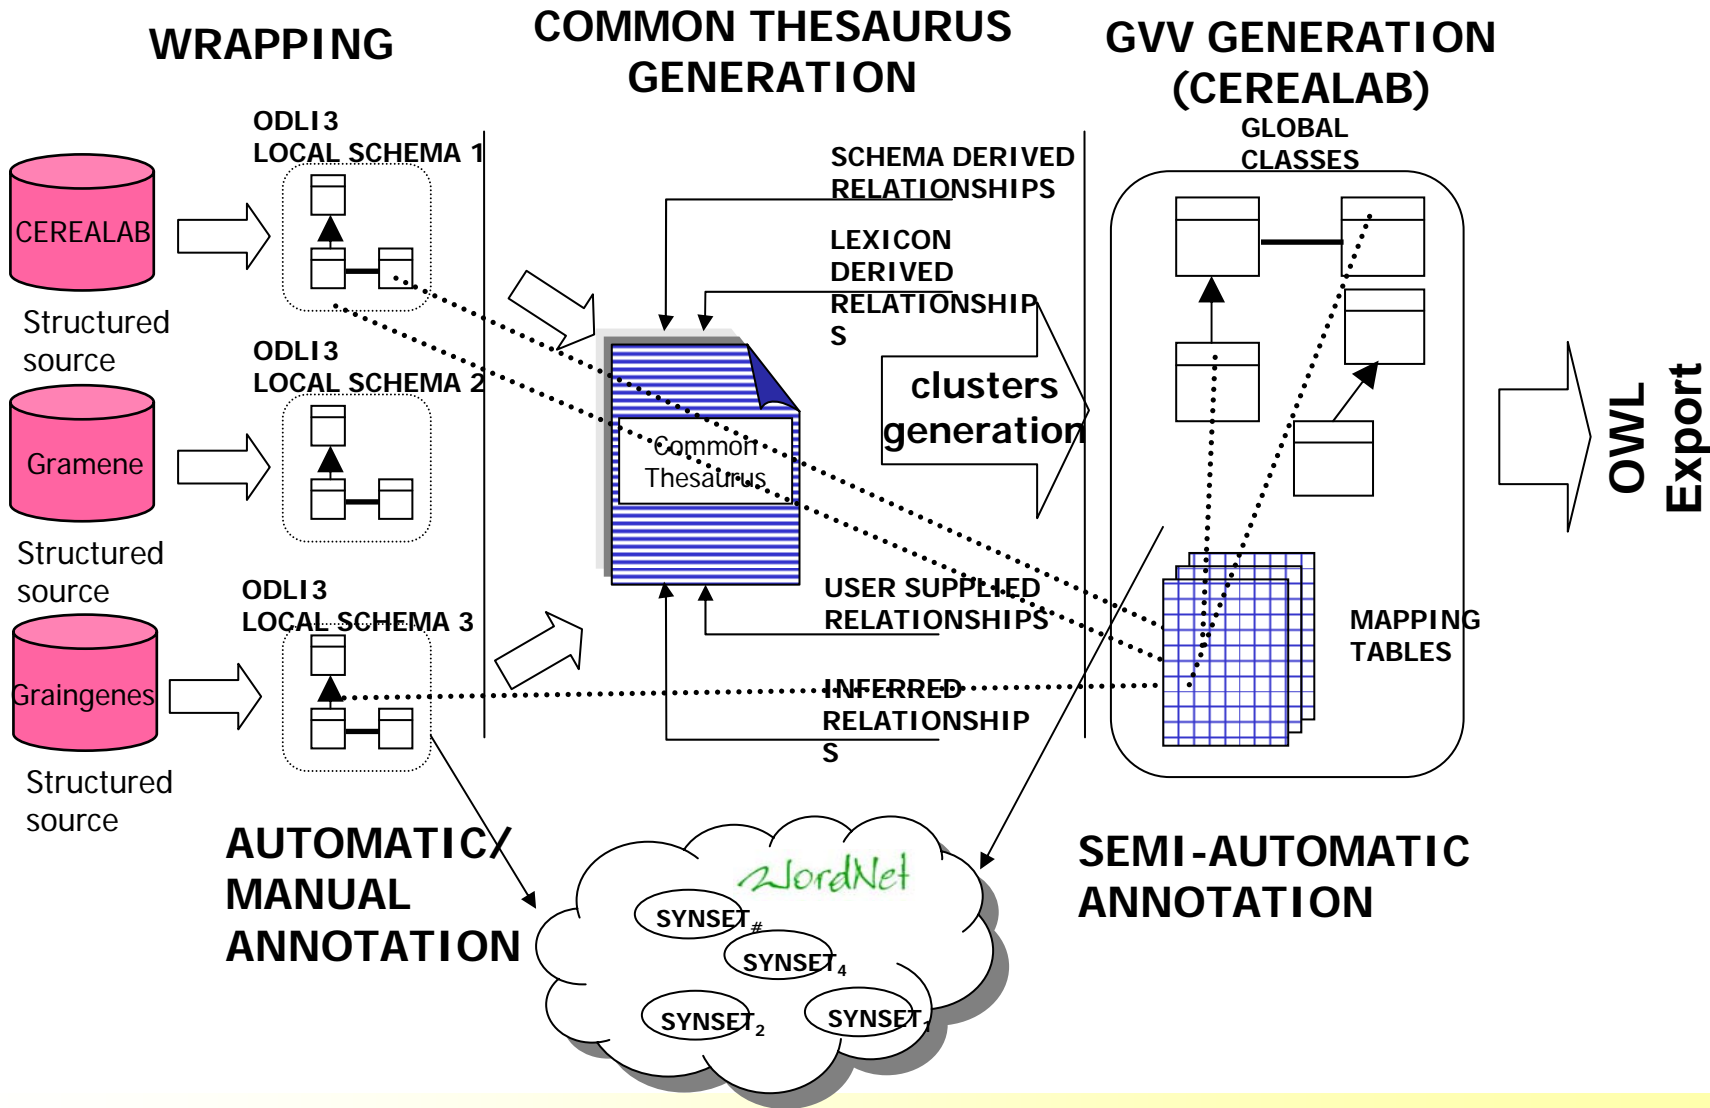 WRAPPING
COMMON THESAURUS
GENERATION
GVV GENERATION
(CEREALAB)
ODLI3
LOCAL SCHEMA 1
CEREALAB
Structured
source
ODLI3
LOCAL SCHEMA 2
Gramene
Structured
source
ODLI3
LOCAL SCHEMA 3
Graingenes
Structured
source
SCHEMA DERIVED
RELATIONSHIPS
LEXICON
DERIVED
RELATIONSHIP
S
Common
Thesaurus
clusters
generation
USER SUPPLIED
RELATIONSHIPS
INFERRED
RELATIONSHIP
S
GLOBAL
CLASSES
MAPPING
TABLES
OWL
Export
AUTOMATIC/
MANUAL
ANNOTATION
WordNet
SYNSET#
SYNSET4
SYNSET2
SYNSET1
SEMI-AUTOMATIC
ANNOTATION